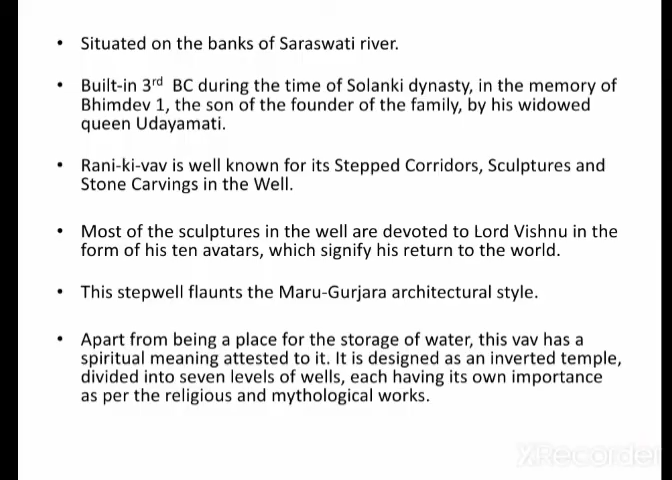 • Situated on the banks of Saraswati river.
• Built-in 3rd BC during the time of Solanki dynasty, in the memory of
Bhimdev 1, the son of the founder of the family, by his widowed
queen Udayamati.
• Rani-ki-vav is well known for its Stepped Corridors, Sculptures and
Stone Carvings in the Well.
• Most of the sculptures in the well are devoted to Lord Vishnu in the
form of his ten avatars, which signify his return to the world.
• This stepwell flaunts the Maru-Gurjara architectural style.
• Apart from being a place for the storage of water, this vav has a
spiritual meaning attested to it. It is designed as an inverted temple,
divided into seven levels of wells, each having its own importance
as per the religious and mythological works.
XRecorder